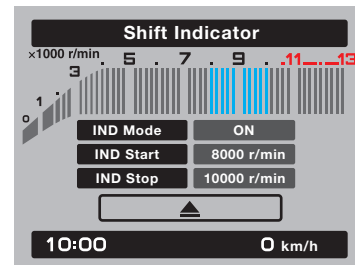 Shift Indicator
×1000 r/min
0 1 3 5 7 9 11 13
IND Mode ON
IND Start 8000 r/min
IND Stop 10000 r/min
10:00 0 km/h